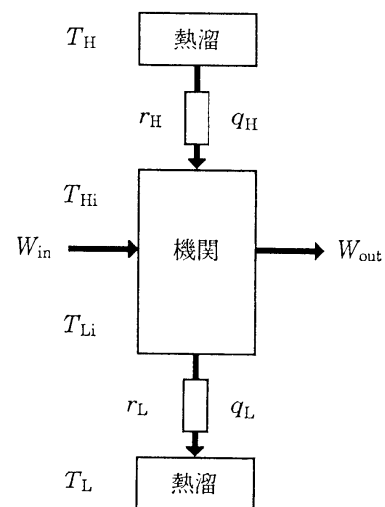 T_H 熱溜
r_H q_H
T_Hi
W_in 機関 W_out
T_Li
r_L q_L
T_L 熱溜